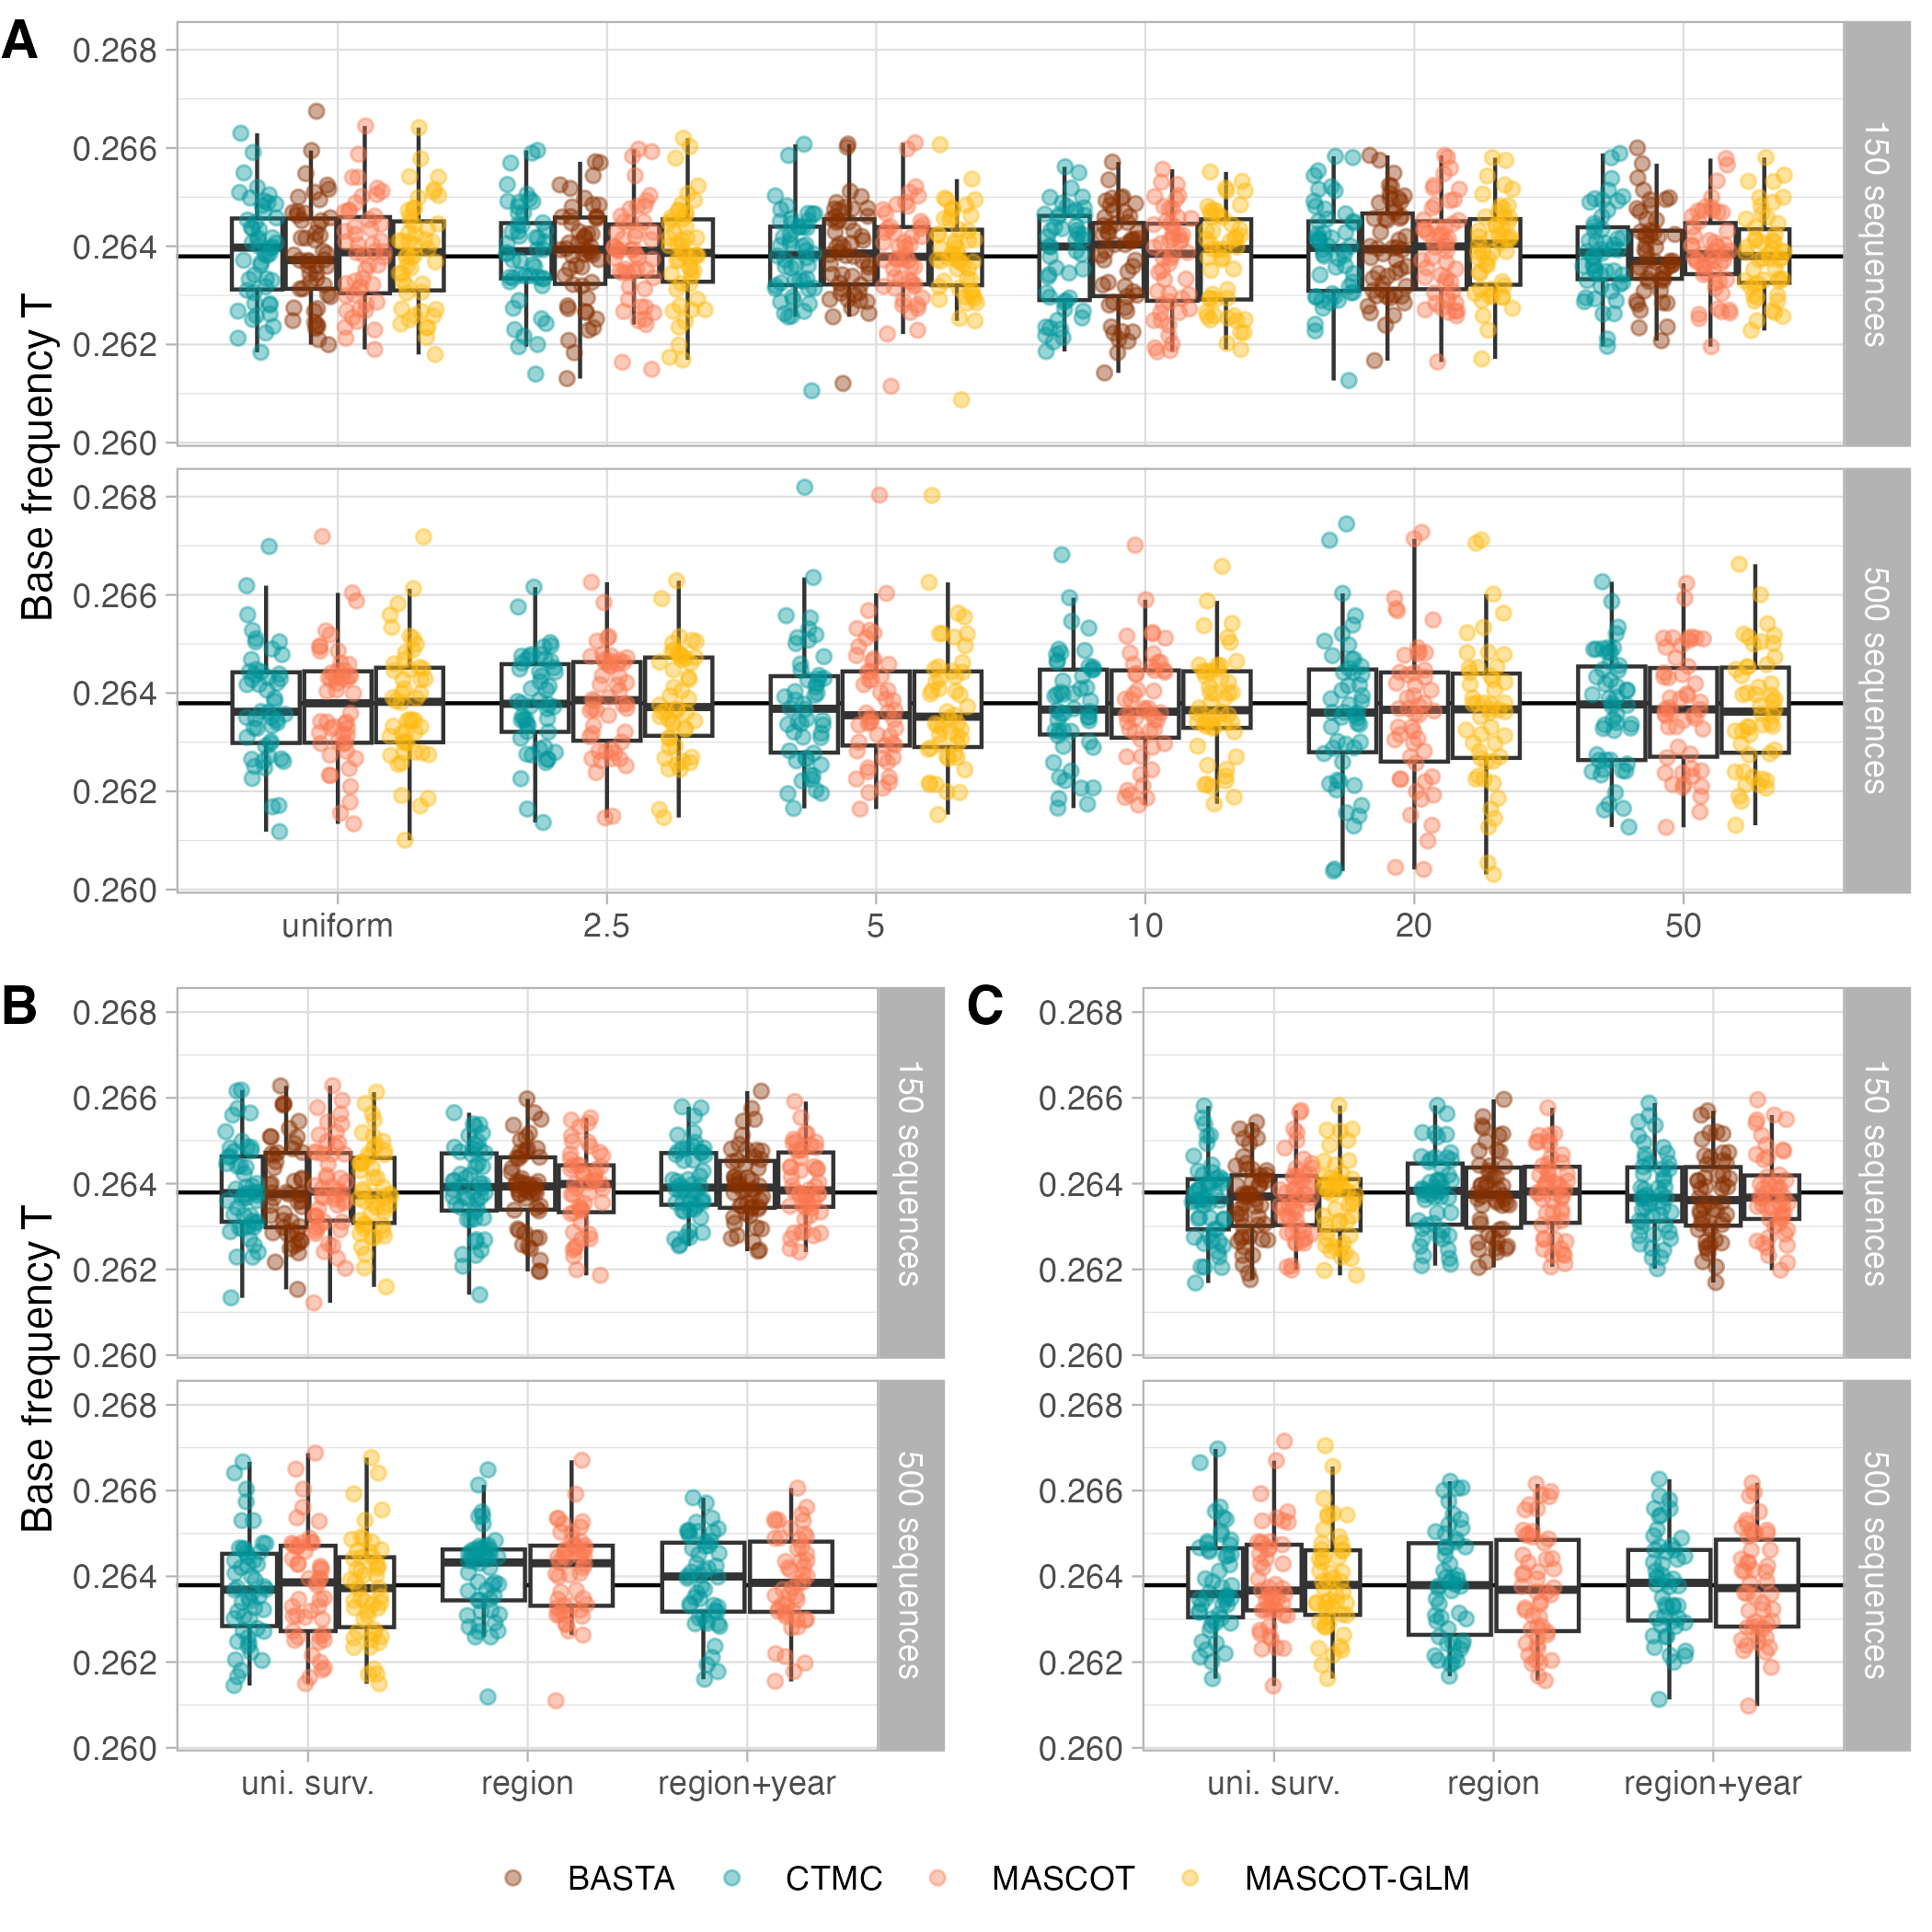 A
Base frequency T
0.268
0.266
0.264
0.262
0.260
150 sequences
0.268
0.266
0.264
0.262
0.260
500 sequences
uniform 2.5 5 10 20 50
B
Base frequency T
0.268
0.266
0.264
0.262
0.260
150 sequences
0.268
0.266
0.264
0.262
0.260
500 sequences
uni. surv. region region+year
C
0.268
0.266
0.264
0.262
0.260
150 sequences
0.268
0.266
0.264
0.262
0.260
500 sequences
uni. surv. region region+year
BASTA CTMC MASCOT MASCOT-GLM